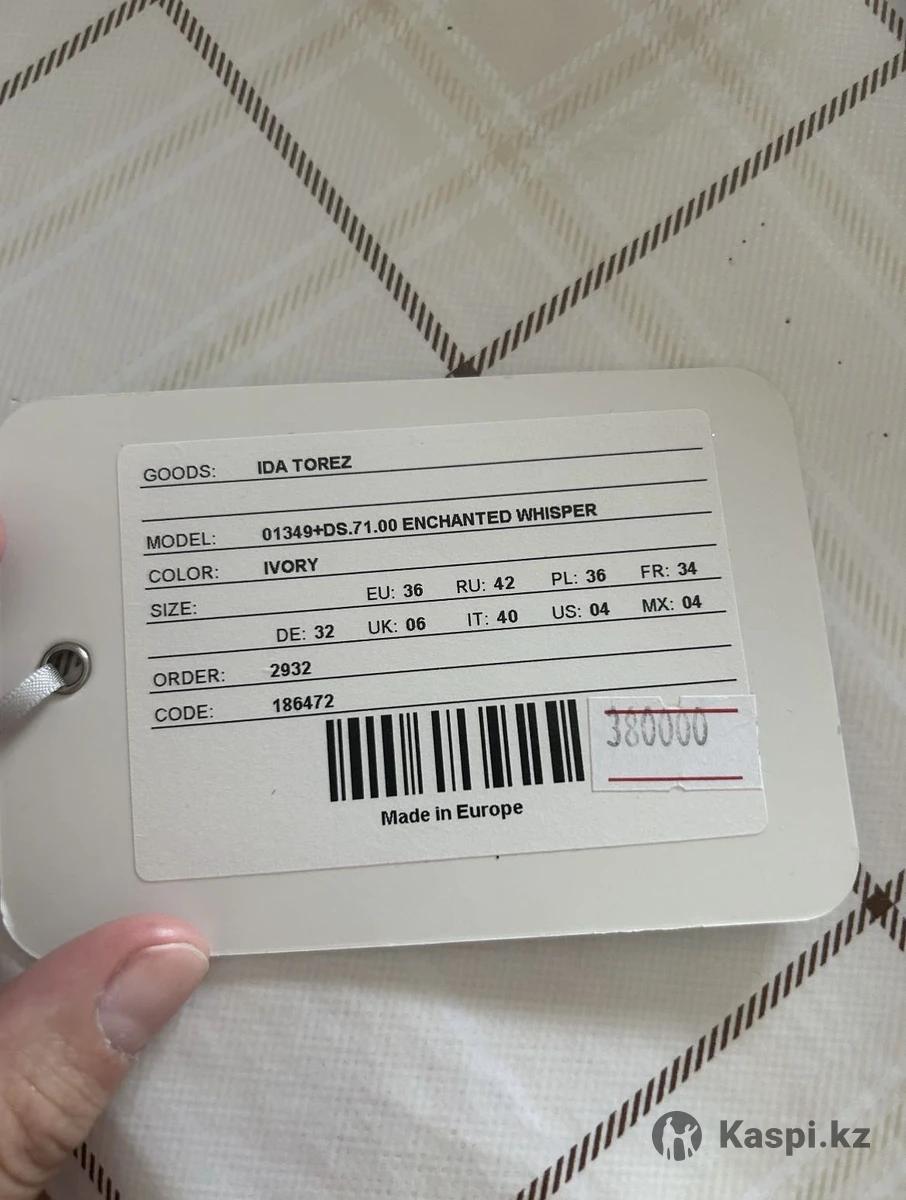 GOODS: IDA TOREZ
MODEL: 01349+DS.71.00 ENCHANTED WHISPER
COLOR: IVORY
SIZE: EU: 36 RU: 42 PL: 36 FR: 34
DE: 32 UK: 06 IT: 40 US: 04 MX: 04
ORDER: 2932
CODE: 186472
380000
Made in Europe
Kaspi.kz